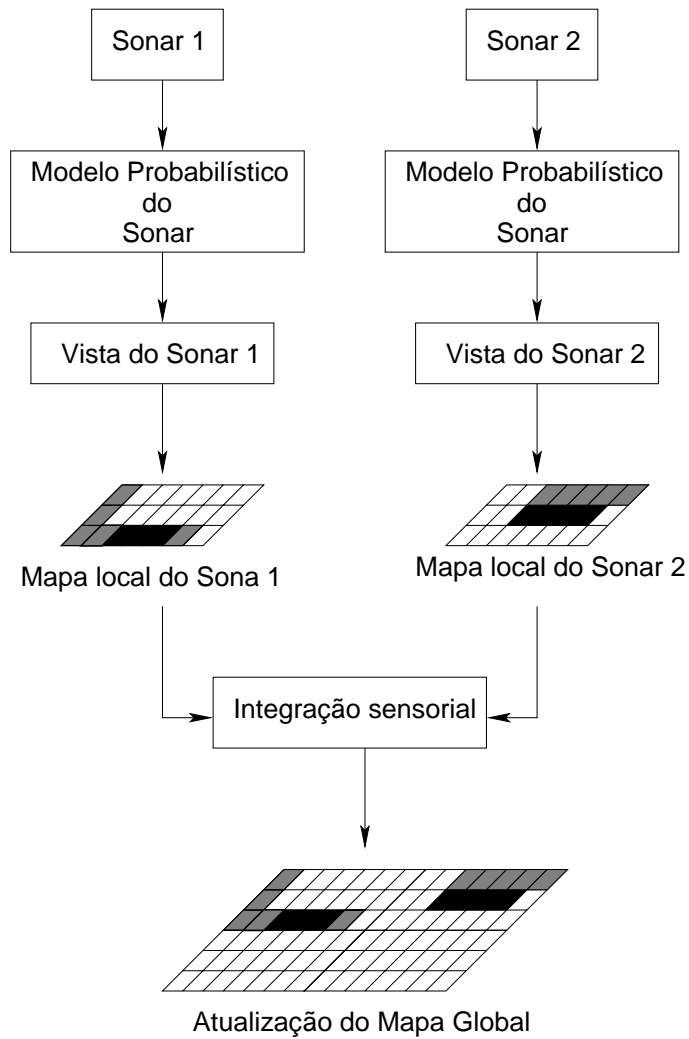 Sonar 1
Sonar 2
Modelo Probabilístico
do
Sonar
Modelo Probabilístico
do
Sonar
Vista do Sonar 1
Vista do Sonar 2
Mapa local do Sona 1
Mapa local do Sonar 2
Integração sensorial
Atualização do Mapa Global